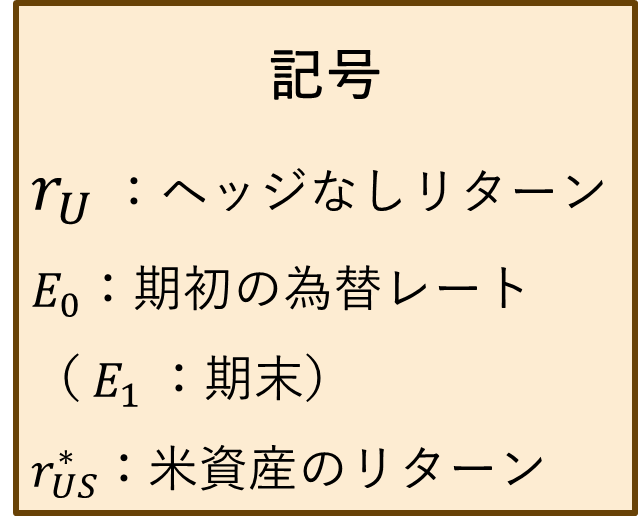 記号
r_U ：ヘッジなしリターン
E_0：期初の為替レート
（ E_1 ：期末）
r*_US：米資産のリターン